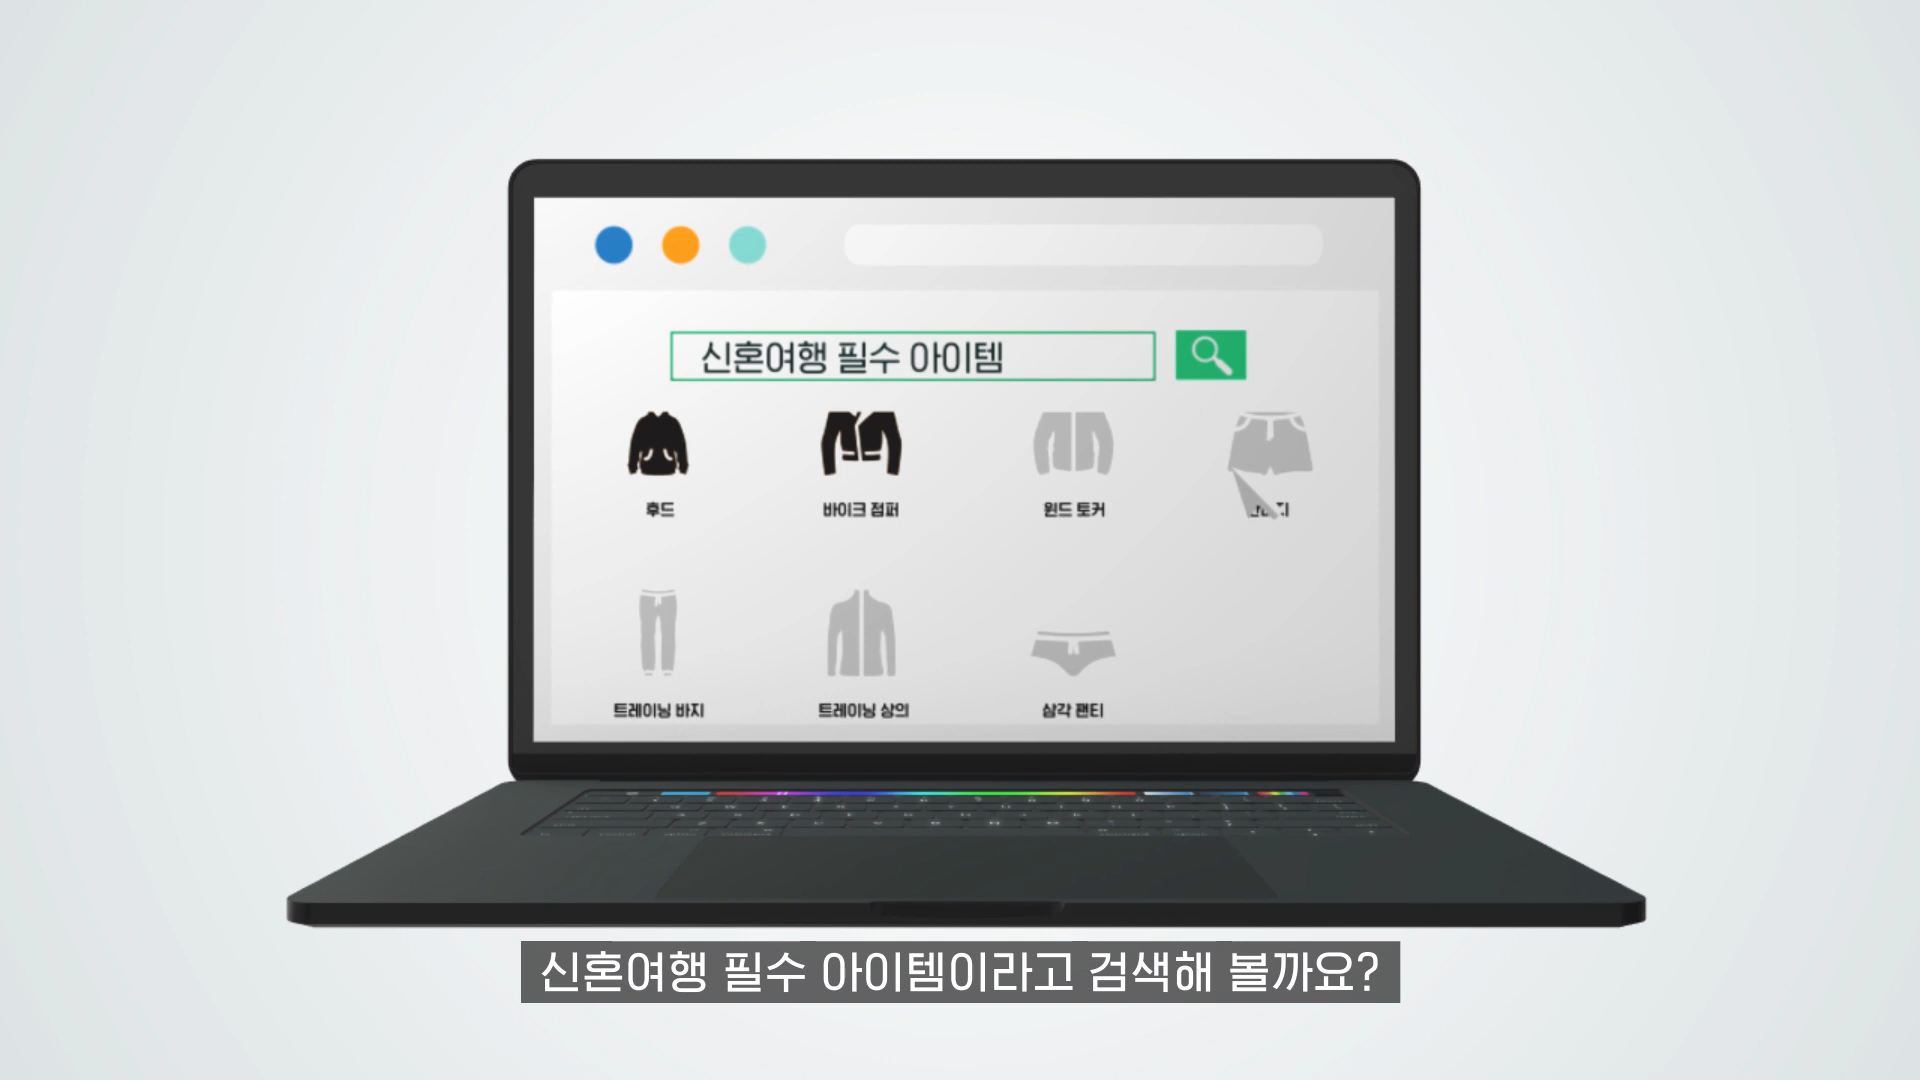 신혼여행 필수 아이템
후드
바이크 점퍼
윈드 토커
트레이닝 바지
트레이닝 상의
삼각 팬티
신혼여행 필수 아이템이라고 검색해 볼까요?